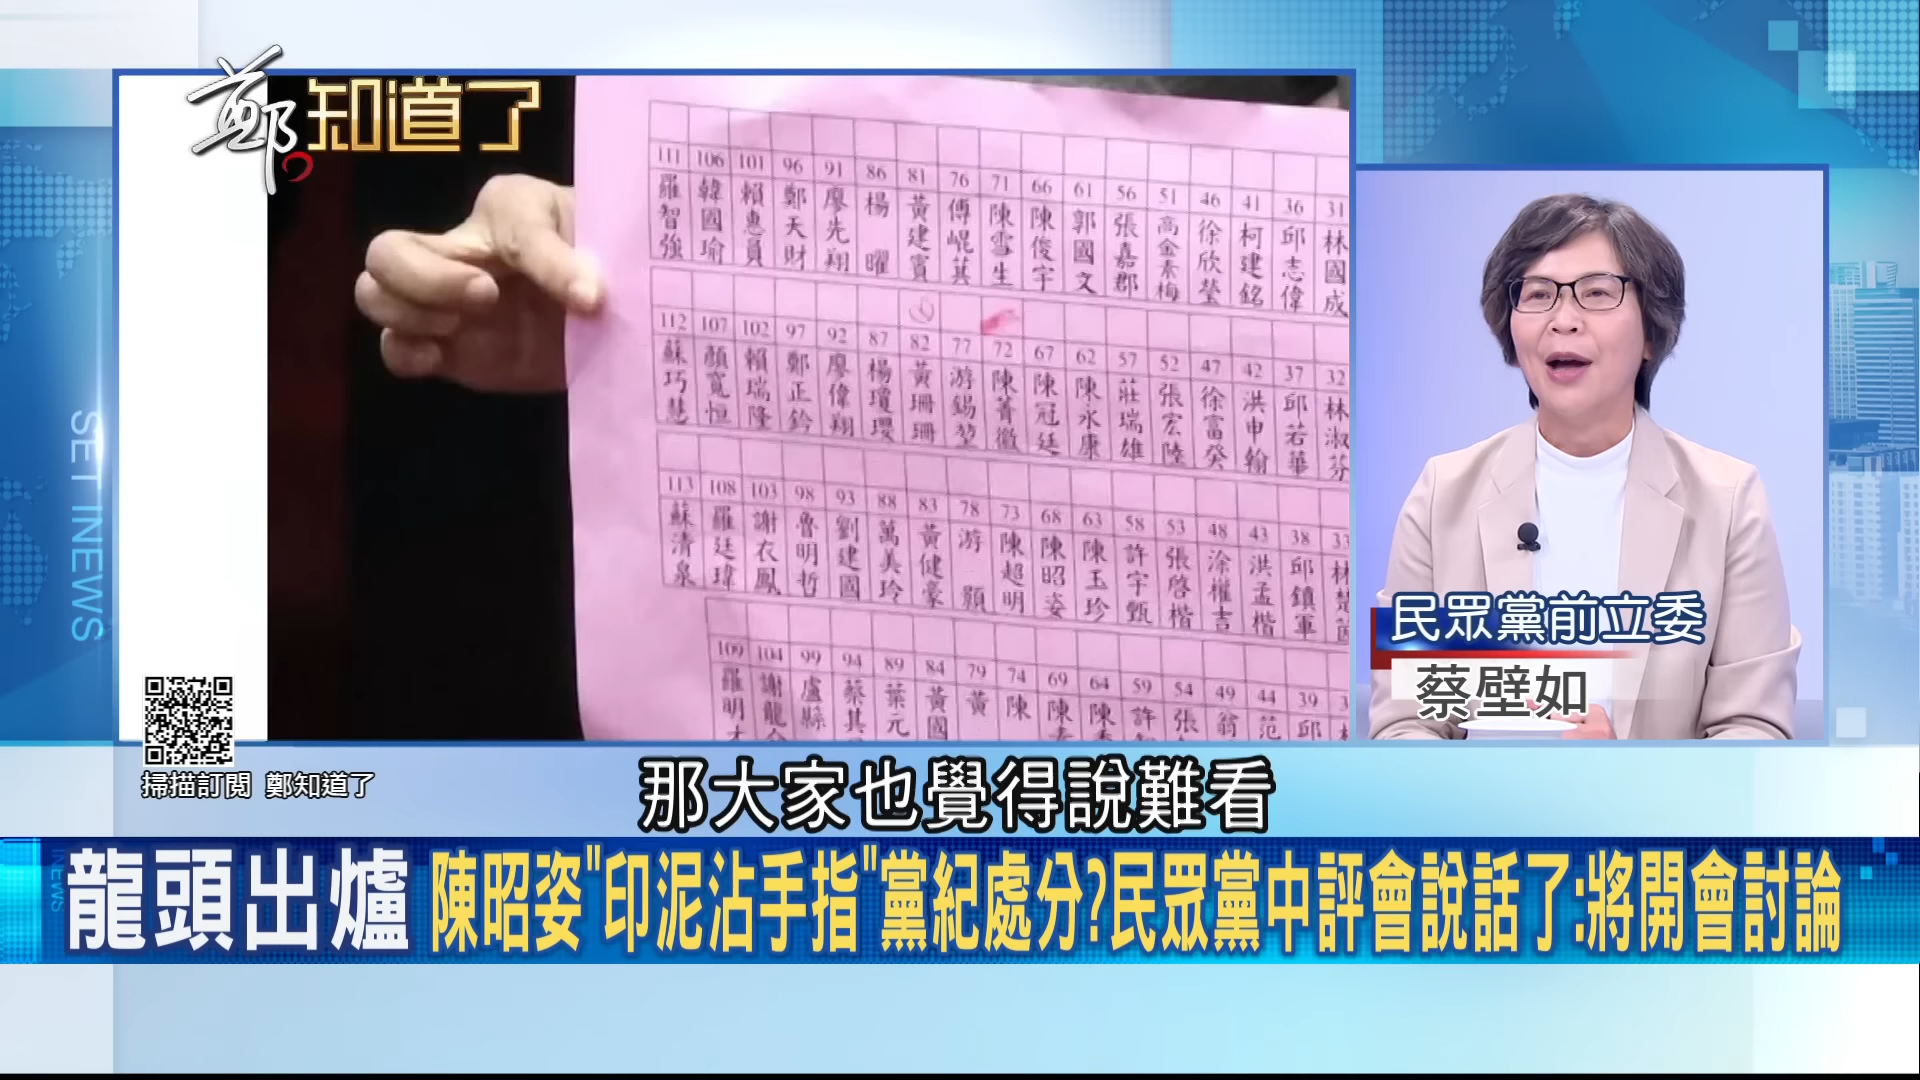 鄭知道了
111 106 101 96 91 86 81 76 71 66 61 56 51 46 41 36 31
羅智強 韓國瑜 賴惠員 鄭天財 廖先翔 楊曜 黃建賓 傅崐萁 陳雪生 陳俊宇 郭國文 張嘉郡 高金素梅 徐欣瑩 柯建銘 邱志偉 林國成
112 107 102 97 92 87 82 77 72 67 62 57 52 47 42 37 32
蘇巧慧 顏寬恒 賴瑞隆 鄭正鈐 廖偉翔 楊瓊瓔 黃珊珊 游錫堃 陳菁徽 陳冠廷 陳永康 莊瑞雄 張宏陸 徐富癸 洪申翰 邱若華 林淑芬
113 108 103 98 93 88 83 78 73 68 63 58 53 48 43 38 33
蘇清泉 羅廷瑋 謝衣鳳 魯明哲 劉建國 萬美玲 黃健豪 游顥 陳超明 陳昭姿 陳玉珍 許宇甄 張啓楷 涂權吉 洪孟楷 邱鎮軍 林楚茵
109 104 99 94 89 84 79 74 69 64 59 54 49 44 39
羅明才 謝龍 盧縣 蔡其 葉元 黃國 黃 陳 陳 陳 許 張 翁 范 邱
SET INEWS
民眾黨前立委
蔡壁如
掃描訂閱 鄭知道了
那大家也覺得說難看
龍頭出爐 陳昭姿"印泥沾手指"黨紀處分?民眾黨中評會說話了:將開會討論